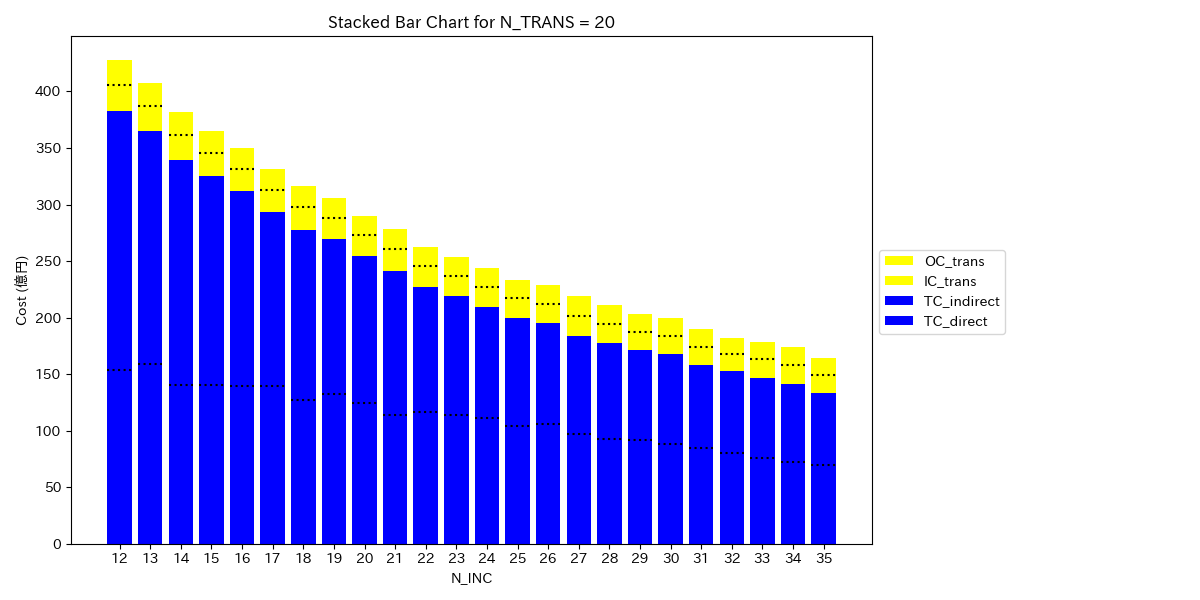 Stacked Bar Chart for N_TRANS = 20
Cost (億円)
400
350
300
250
200
150
100
50
0
12 13 14 15 16 17 18 19 20 21 22 23 24 25 26 27 28 29 30 31 32 33 34 35
N_INC
OC_trans
IC_trans
TC_indirect
TC_direct